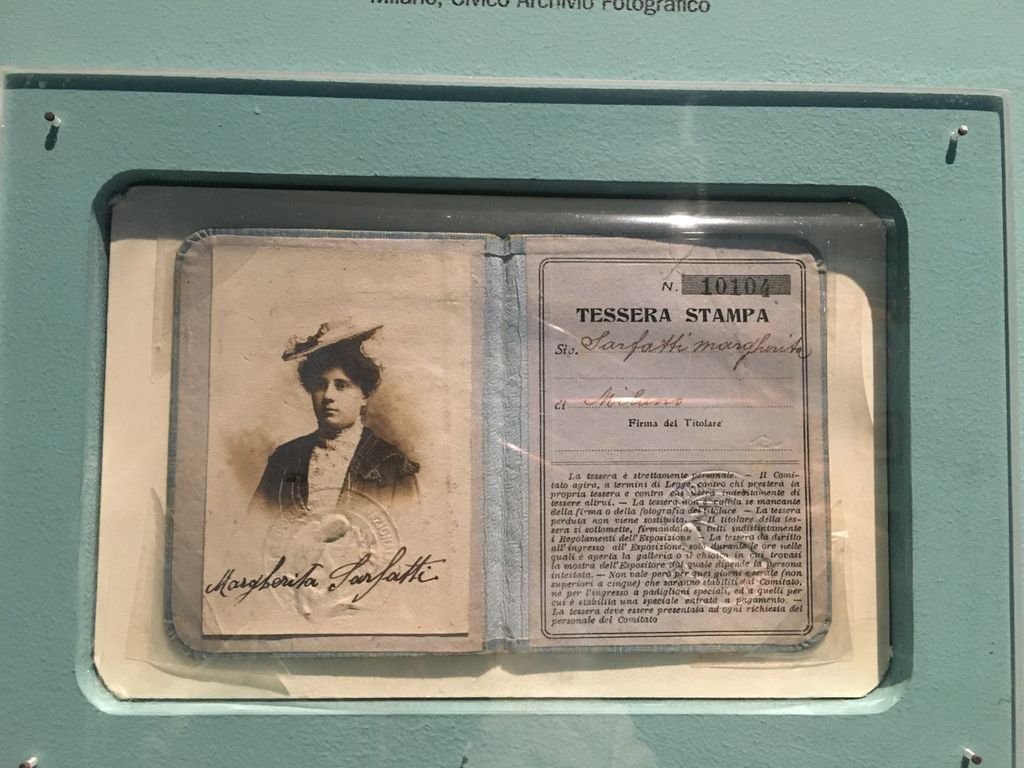 Milano, Civico Archivio Fotografico
N. 10104
TESSERA STAMPA
Sig. Sarfatti Margherita
di Milano
Firma del Titolare
La tessera è strettamente personale. — Il Comi-
tato agirà, a termini di Legge, contro chi presterà la
propria tessera e contro chi userà indebitamente di
tessere altrui. — La tessera non è valida se mancante
della firma o della fotografia del titolare — La tessera
perduta non viene sostituita. — Il titolare della tes-
sera si sottomette, firmandola, a tutti indistintamente
i Regolamenti dell'Esposizione — La tessera dà diritto
all'ingresso all'Esposizione, solo durante le ore nelle
quali è aperta la galleria o il chiosco in cui trovasi
la mostra dell'Espositore dal quale dipende la persona
intestata. — Non vale però per quei giorni e serate (non
superiori a cinque) che saranno stabiliti dal Comitato,
nè per l'ingresso a padiglioni speciali, ed a quelli per
cui è stabilita una speciale entrata a pagamento. —
La tessera deve essere presentata ad ogni richiesta del
personale del Comitato
Margherita Sarfatti